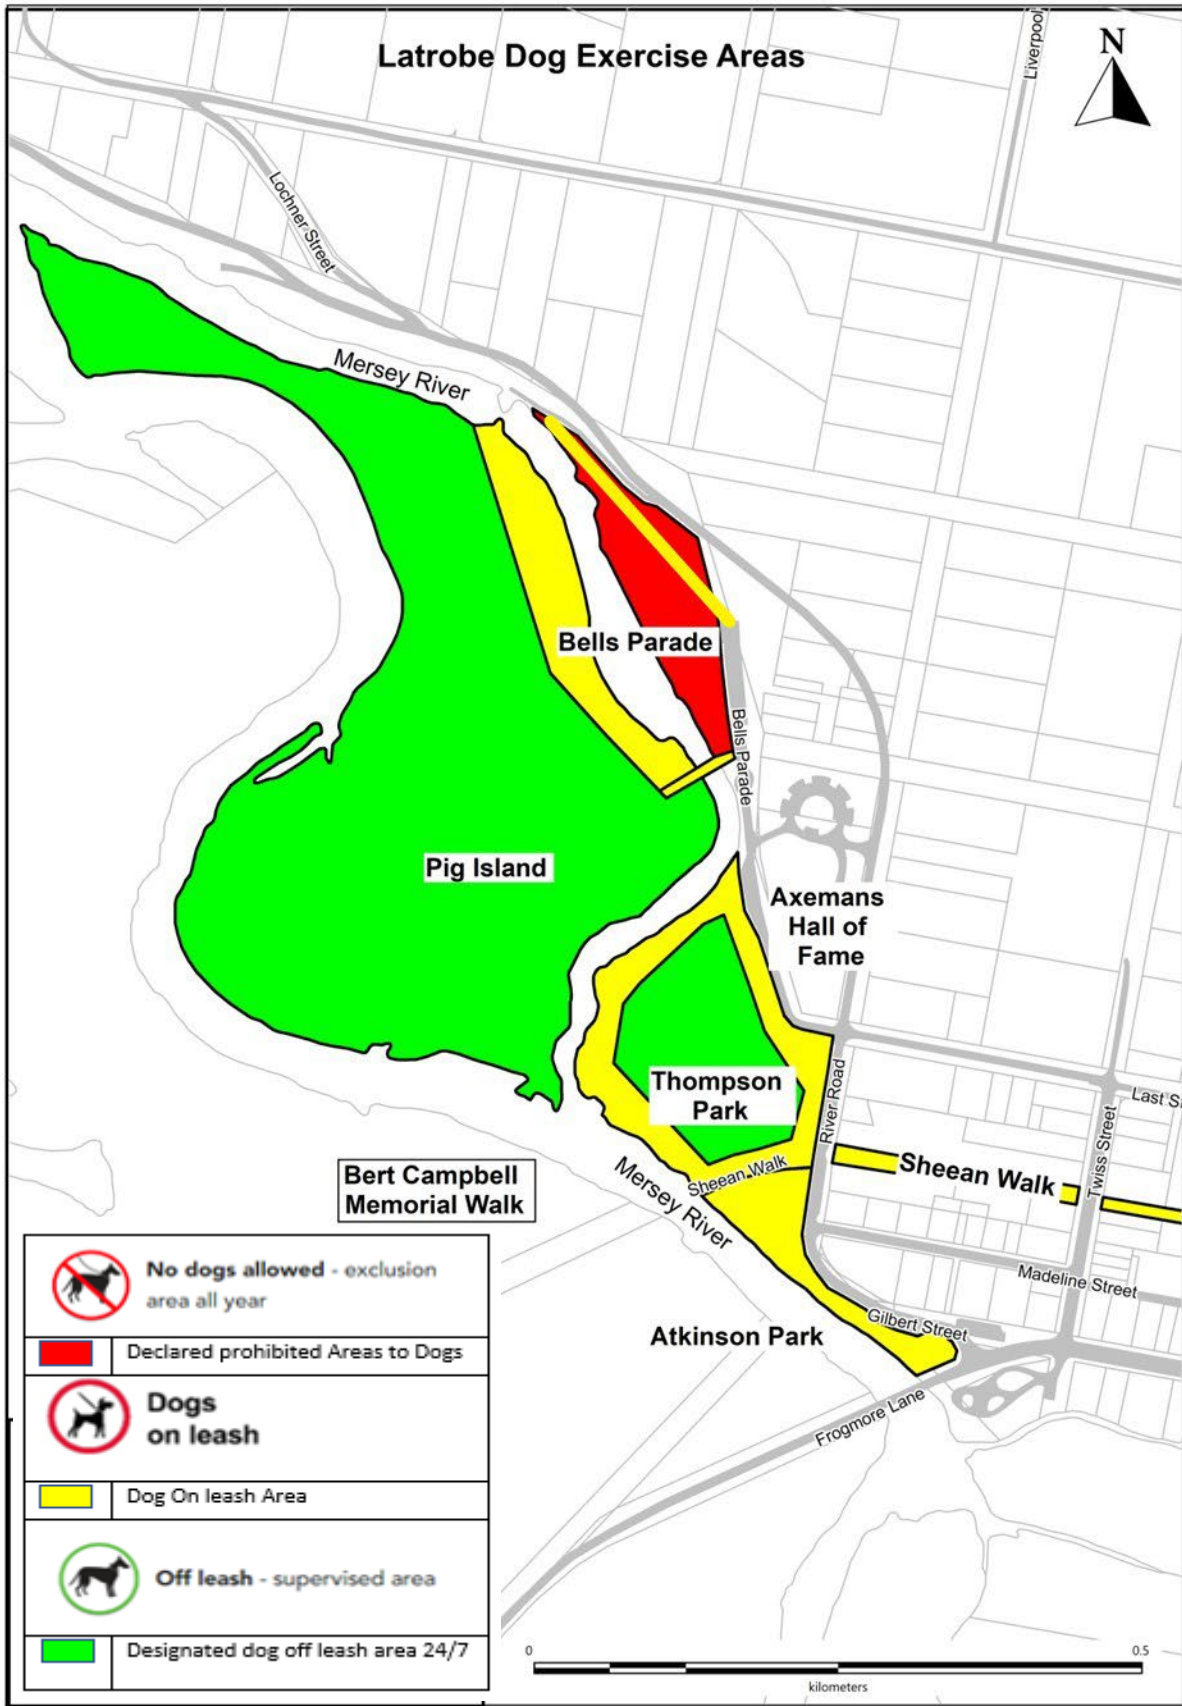 Latrobe Dog Exercise Areas
N
Liverpool
Lochner Street
Mersey River
Bells Parade
Bells Parade
Pig Island
Axemans
Hall of
Fame
Thompson
Park
River Road
Last S
Twiss Street
Sheean Walk
Sheean Walk
Mersey River
Bert Campbell
Memorial Walk
Madeline Street
Gilbert Street
Atkinson Park
Frogmore Lane
No dogs allowed - exclusion
area all year
Declared prohibited Areas to Dogs
Dogs
on leash
Dog On leash Area
Off leash - supervised area
Designated dog off leash area 24/7
0
0.5
kilometers